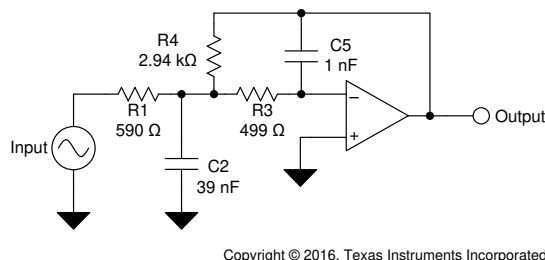 R4
2.94 kΩ
C5
1 nF
R1
590 Ω
R3
499 Ω
−
+
Input
C2
39 nF
Output
Copyright © 2016, Texas Instruments Incorporated